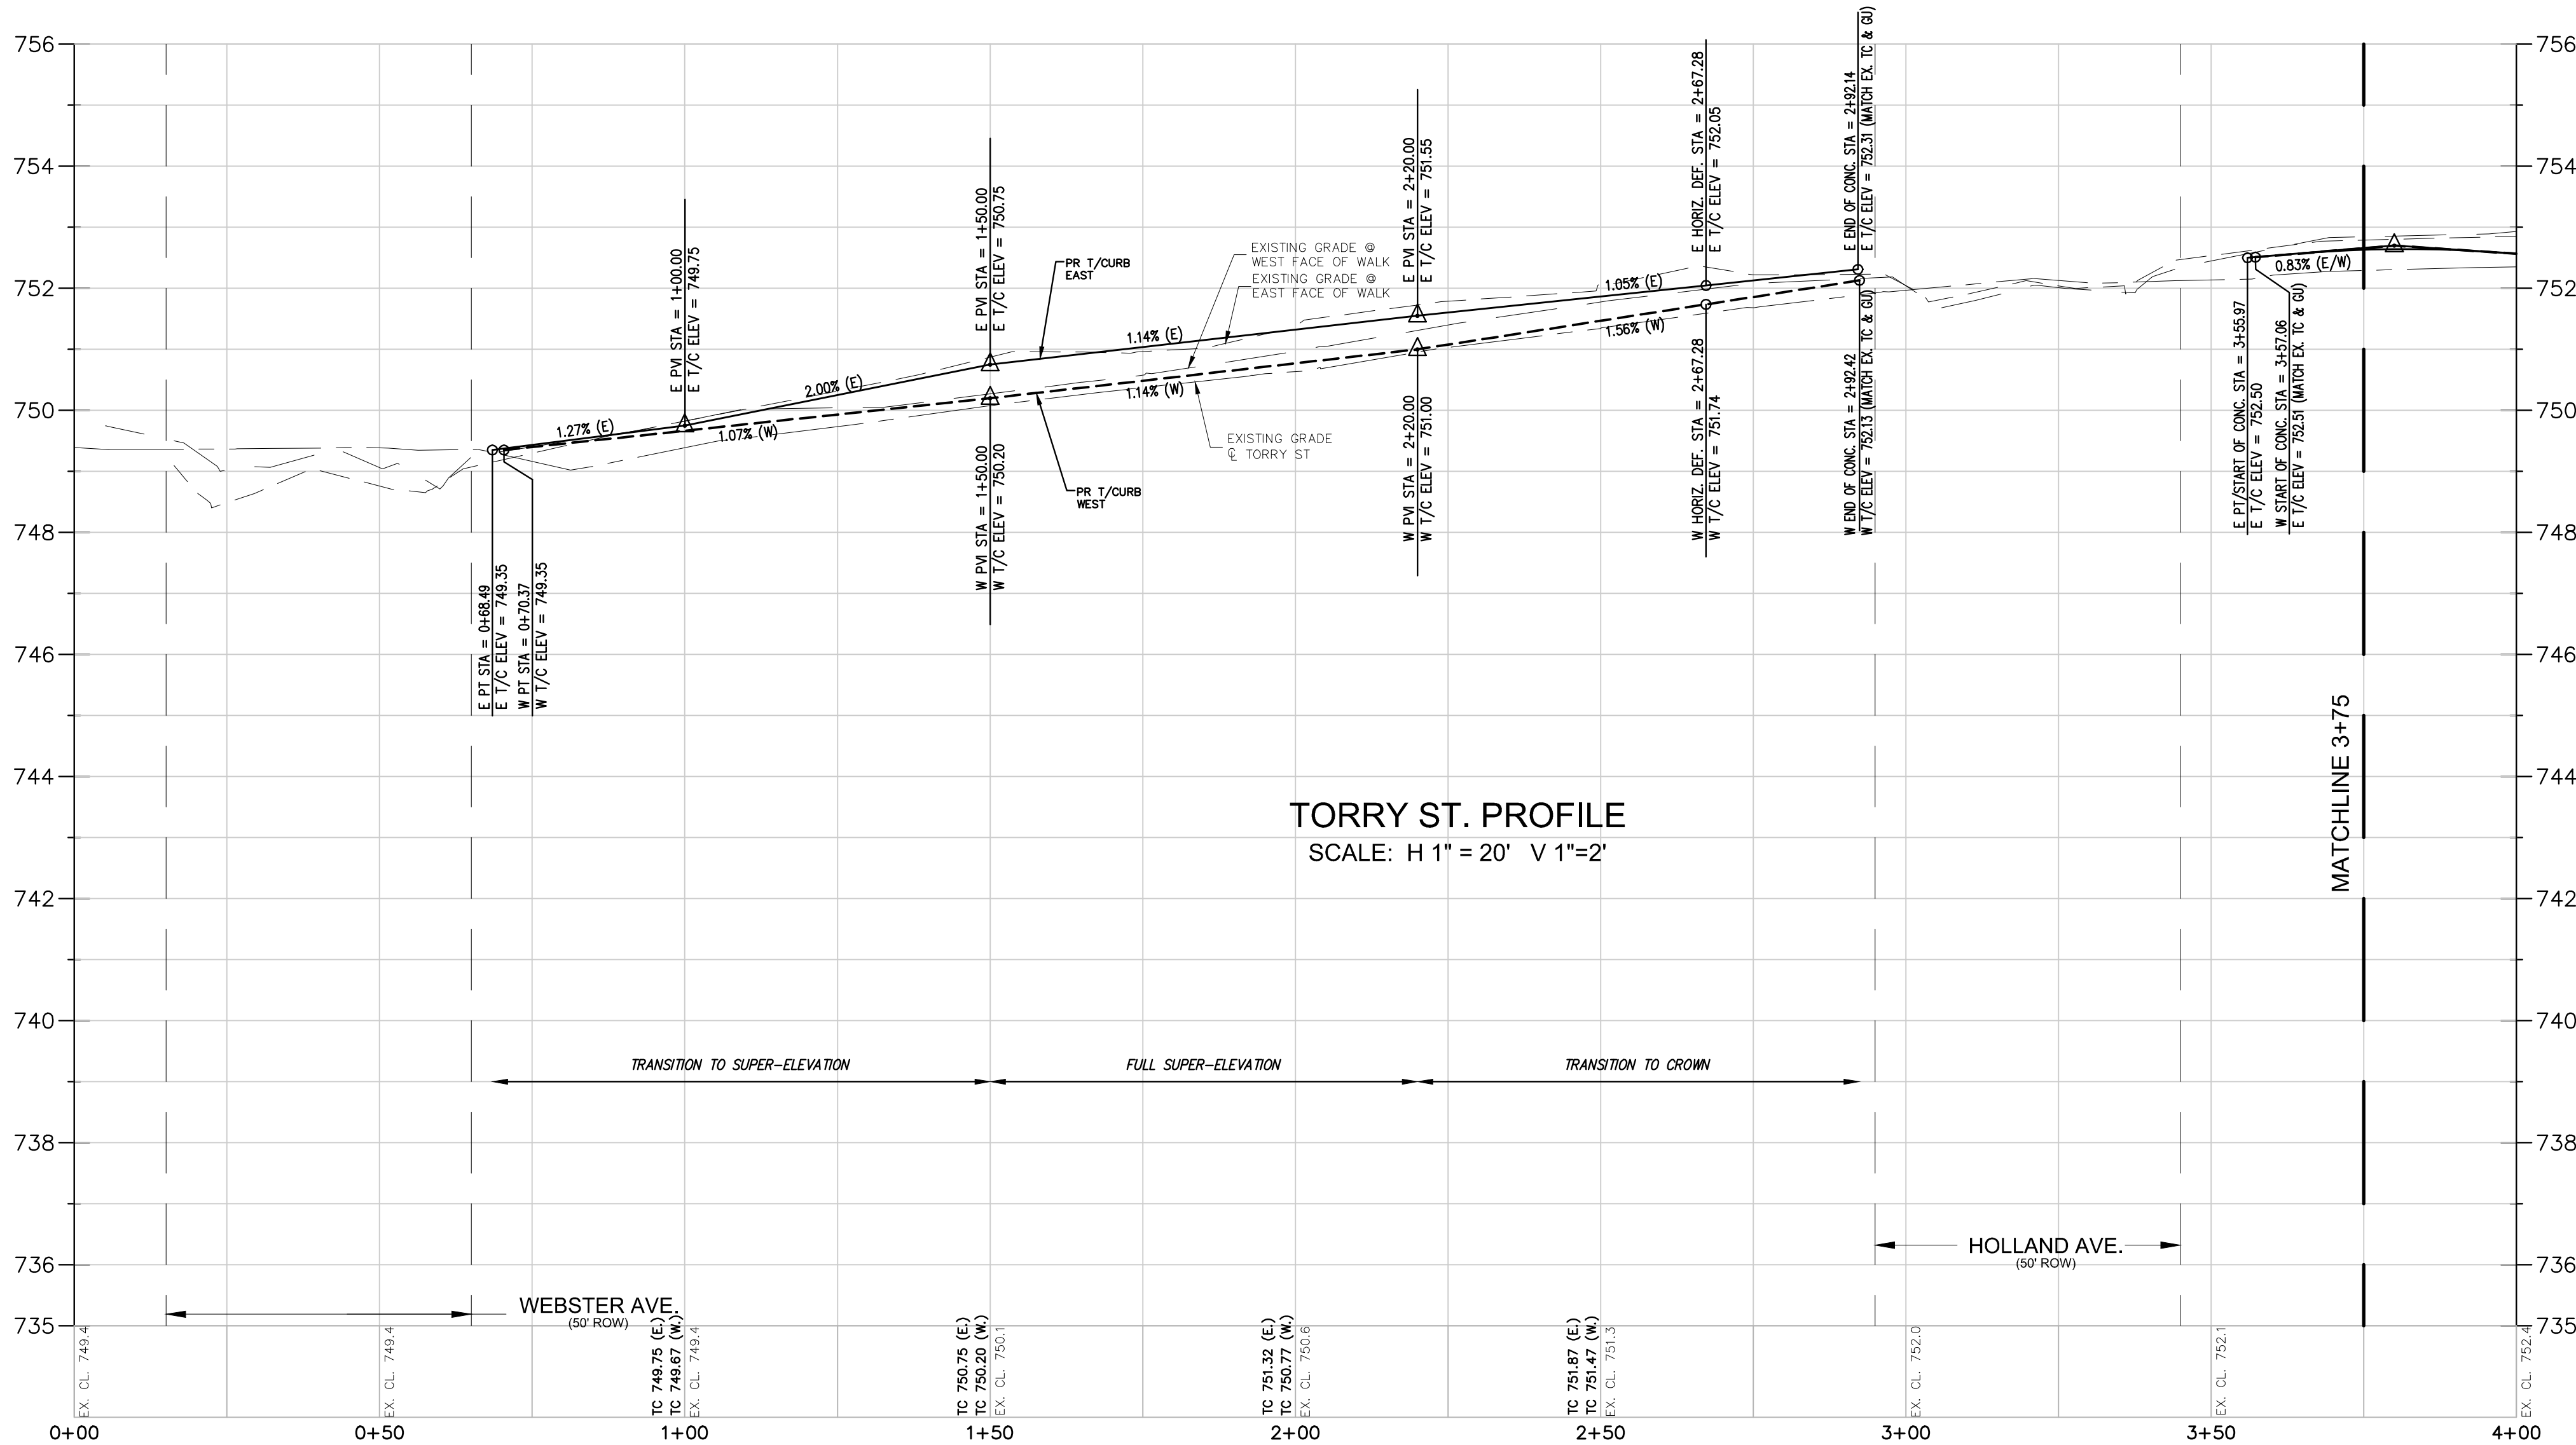 756
754
752
750
748
746
744
742
740
738
736
735
756
754
752
750
748
746
744
742
740
738
736
735
E PT STA = 0+68.49
E T/C ELEV = 749.35
W PT STA = 0+70.37
W T/C ELEV = 749.35
1.27% (E)
E PVI STA = 1+00.00
E T/C ELEV = 749.75
1.07% (W)
2.00% (E)
E PVI STA = 1+50.00
E T/C ELEV = 750.75
W PVI STA = 1+50.00
W T/C ELEV = 750.20
PR T/CURB
EAST
1.14% (E)
1.14% (W)
PR T/CURB
WEST
EXISTING GRADE @
WEST FACE OF WALK
EXISTING GRADE @
EAST FACE OF WALK
EXISTING GRADE
℄ TORRY ST
E PVI STA = 2+20.00
E T/C ELEV = 751.55
W PVI STA = 2+20.00
W T/C ELEV = 751.00
1.05% (E)
1.56% (W)
E HORIZ. DEF. STA = 2+67.28
E T/C ELEV = 752.05
W HORIZ. DEF. STA = 2+67.28
W T/C ELEV = 751.74
E END OF CONC. STA = 2+92.14
E T/C ELEV = 752.31 (MATCH EX. TC & GU)
W END OF CONC. STA = 2+92.42
W T/C ELEV = 752.13 (MATCH EX. TC & GU)
E PT/START OF CONC. STA = 3+55.97
E T/C ELEV = 752.50
W START OF CONC. STA = 3+57.06
E T/C ELEV = 752.51 (MATCH EX. TC & GU)
0.83% (E/W)
MATCHLINE 3+75
TORRY ST. PROFILE
SCALE: H 1" = 20' V 1"=2'
TRANSITION TO SUPER-ELEVATION
FULL SUPER-ELEVATION
TRANSITION TO CROWN
WEBSTER AVE.
(50' ROW)
HOLLAND AVE.
(50' ROW)
EX. CL. 749.4
EX. CL. 749.4
TC 749.75 (E.)
TC 749.67 (W.)
EX. CL. 749.4
TC 750.75 (E.)
TC 750.20 (W.)
EX. CL. 750.1
TC 751.32 (E.)
TC 750.77 (W.)
EX. CL. 750.6
TC 751.87 (E.)
TC 751.47 (W.)
EX. CL. 751.3
EX. CL. 752.0
EX. CL. 752.1
EX. CL. 752.4
0+00
0+50
1+00
1+50
2+00
2+50
3+00
3+50
4+00